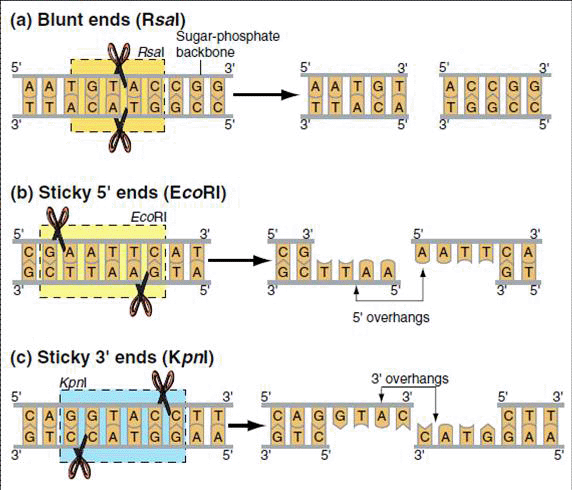 (a) Blunt ends (RsaI)
Sugar-phosphate
backbone
RsaI
5' 3' 5' 3' 5' 3'
A A T G T A C C G G A A T G T A C C G G
T T A C A T G G C C T T A C A T G G C C
3' 5' 3' 5' 3' 5'
(b) Sticky 5' ends (EcoRI)
EcoRI
5' 3' 5' 3' 5' 3'
C G A A T T C A T C G A A T T C A
G C T T A A G T A G C T T A A G T
3' 5' 3' 5' 3' 5'
5' overhangs
(c) Sticky 3' ends (KpnI)
KpnI
3' overhangs
5' 3' 5' 3' 5' 3'
C A G G T A C C T T C A G G T A C C T T
G T C C A T G G A A G T C C A T G G A A
3' 5' 3' 5' 3' 5'